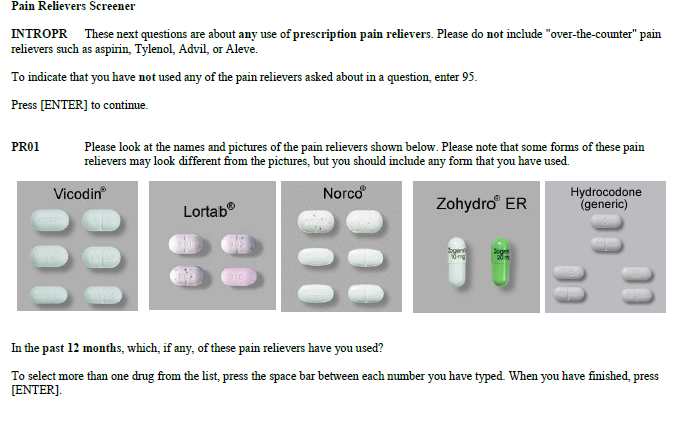 Pain Relievers Screener
INTROPR These next questions are about any use of prescription pain relievers. Please do not include "over-the-counter" pain
relievers such as aspirin, Tylenol, Advil, or Aleve.
To indicate that you have not used any of the pain relievers asked about in a question, enter 95.
Press [ENTER] to continue.
PR01 Please look at the names and pictures of the pain relievers shown below. Please note that some forms of these pain
relievers may look different from the pictures, but you should include any form that you have used.
Vicodin®
Lortab®
Norco®
Zohydro® ER
Hydrocodone
(generic)
10 mg
In the past 12 months, which, if any, of these pain relievers have you used?
To select more than one drug from the list, press the space bar between each number you have typed. When you have finished, press
[ENTER].